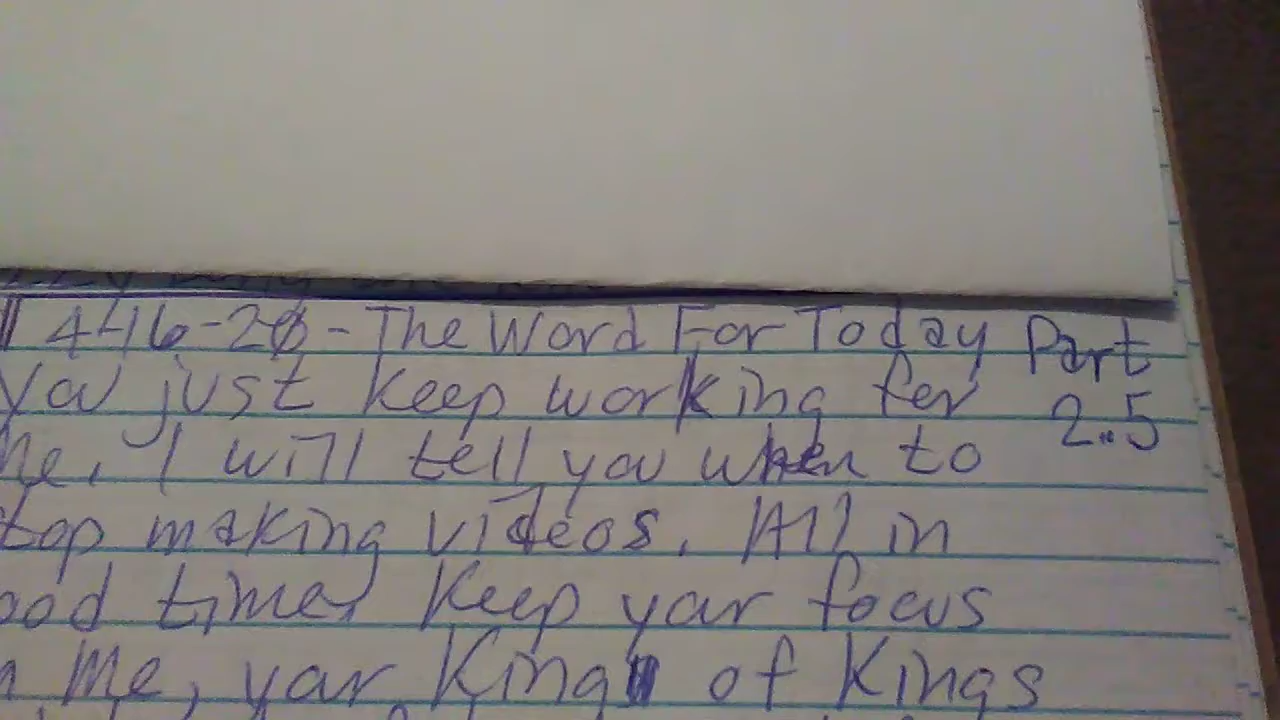 4-16-20 - The Word For Today Part 2.5
you just keep working for
me, I will tell you when to
top making videos. All in
ood time, Keep your focus
n Me, your King of Kings